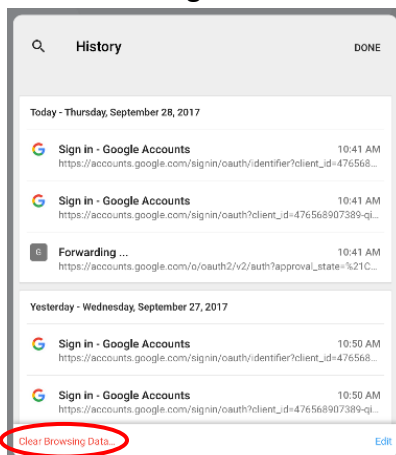 History
DONE
Today - Thursday, September 28, 2017
Sign in - Google Accounts 10:41 AM
https://accounts.google.com/signin/oauth/identifier?client_id=476568...
Sign in - Google Accounts 10:41 AM
https://accounts.google.com/signin/oauth?client_id=476568907389-qi...
G Forwarding ... 10:41 AM
https://accounts.google.com/o/oauth2/v2/auth?approval_state=%21C...
Yesterday - Wednesday, September 27, 2017
Sign in - Google Accounts 10:50 AM
https://accounts.google.com/signin/oauth/identifier?client_id=476568...
Sign in - Google Accounts 10:50 AM
https://accounts.google.com/signin/oauth?client_id=476568907389-qi...
Clear Browsing Data... Edit